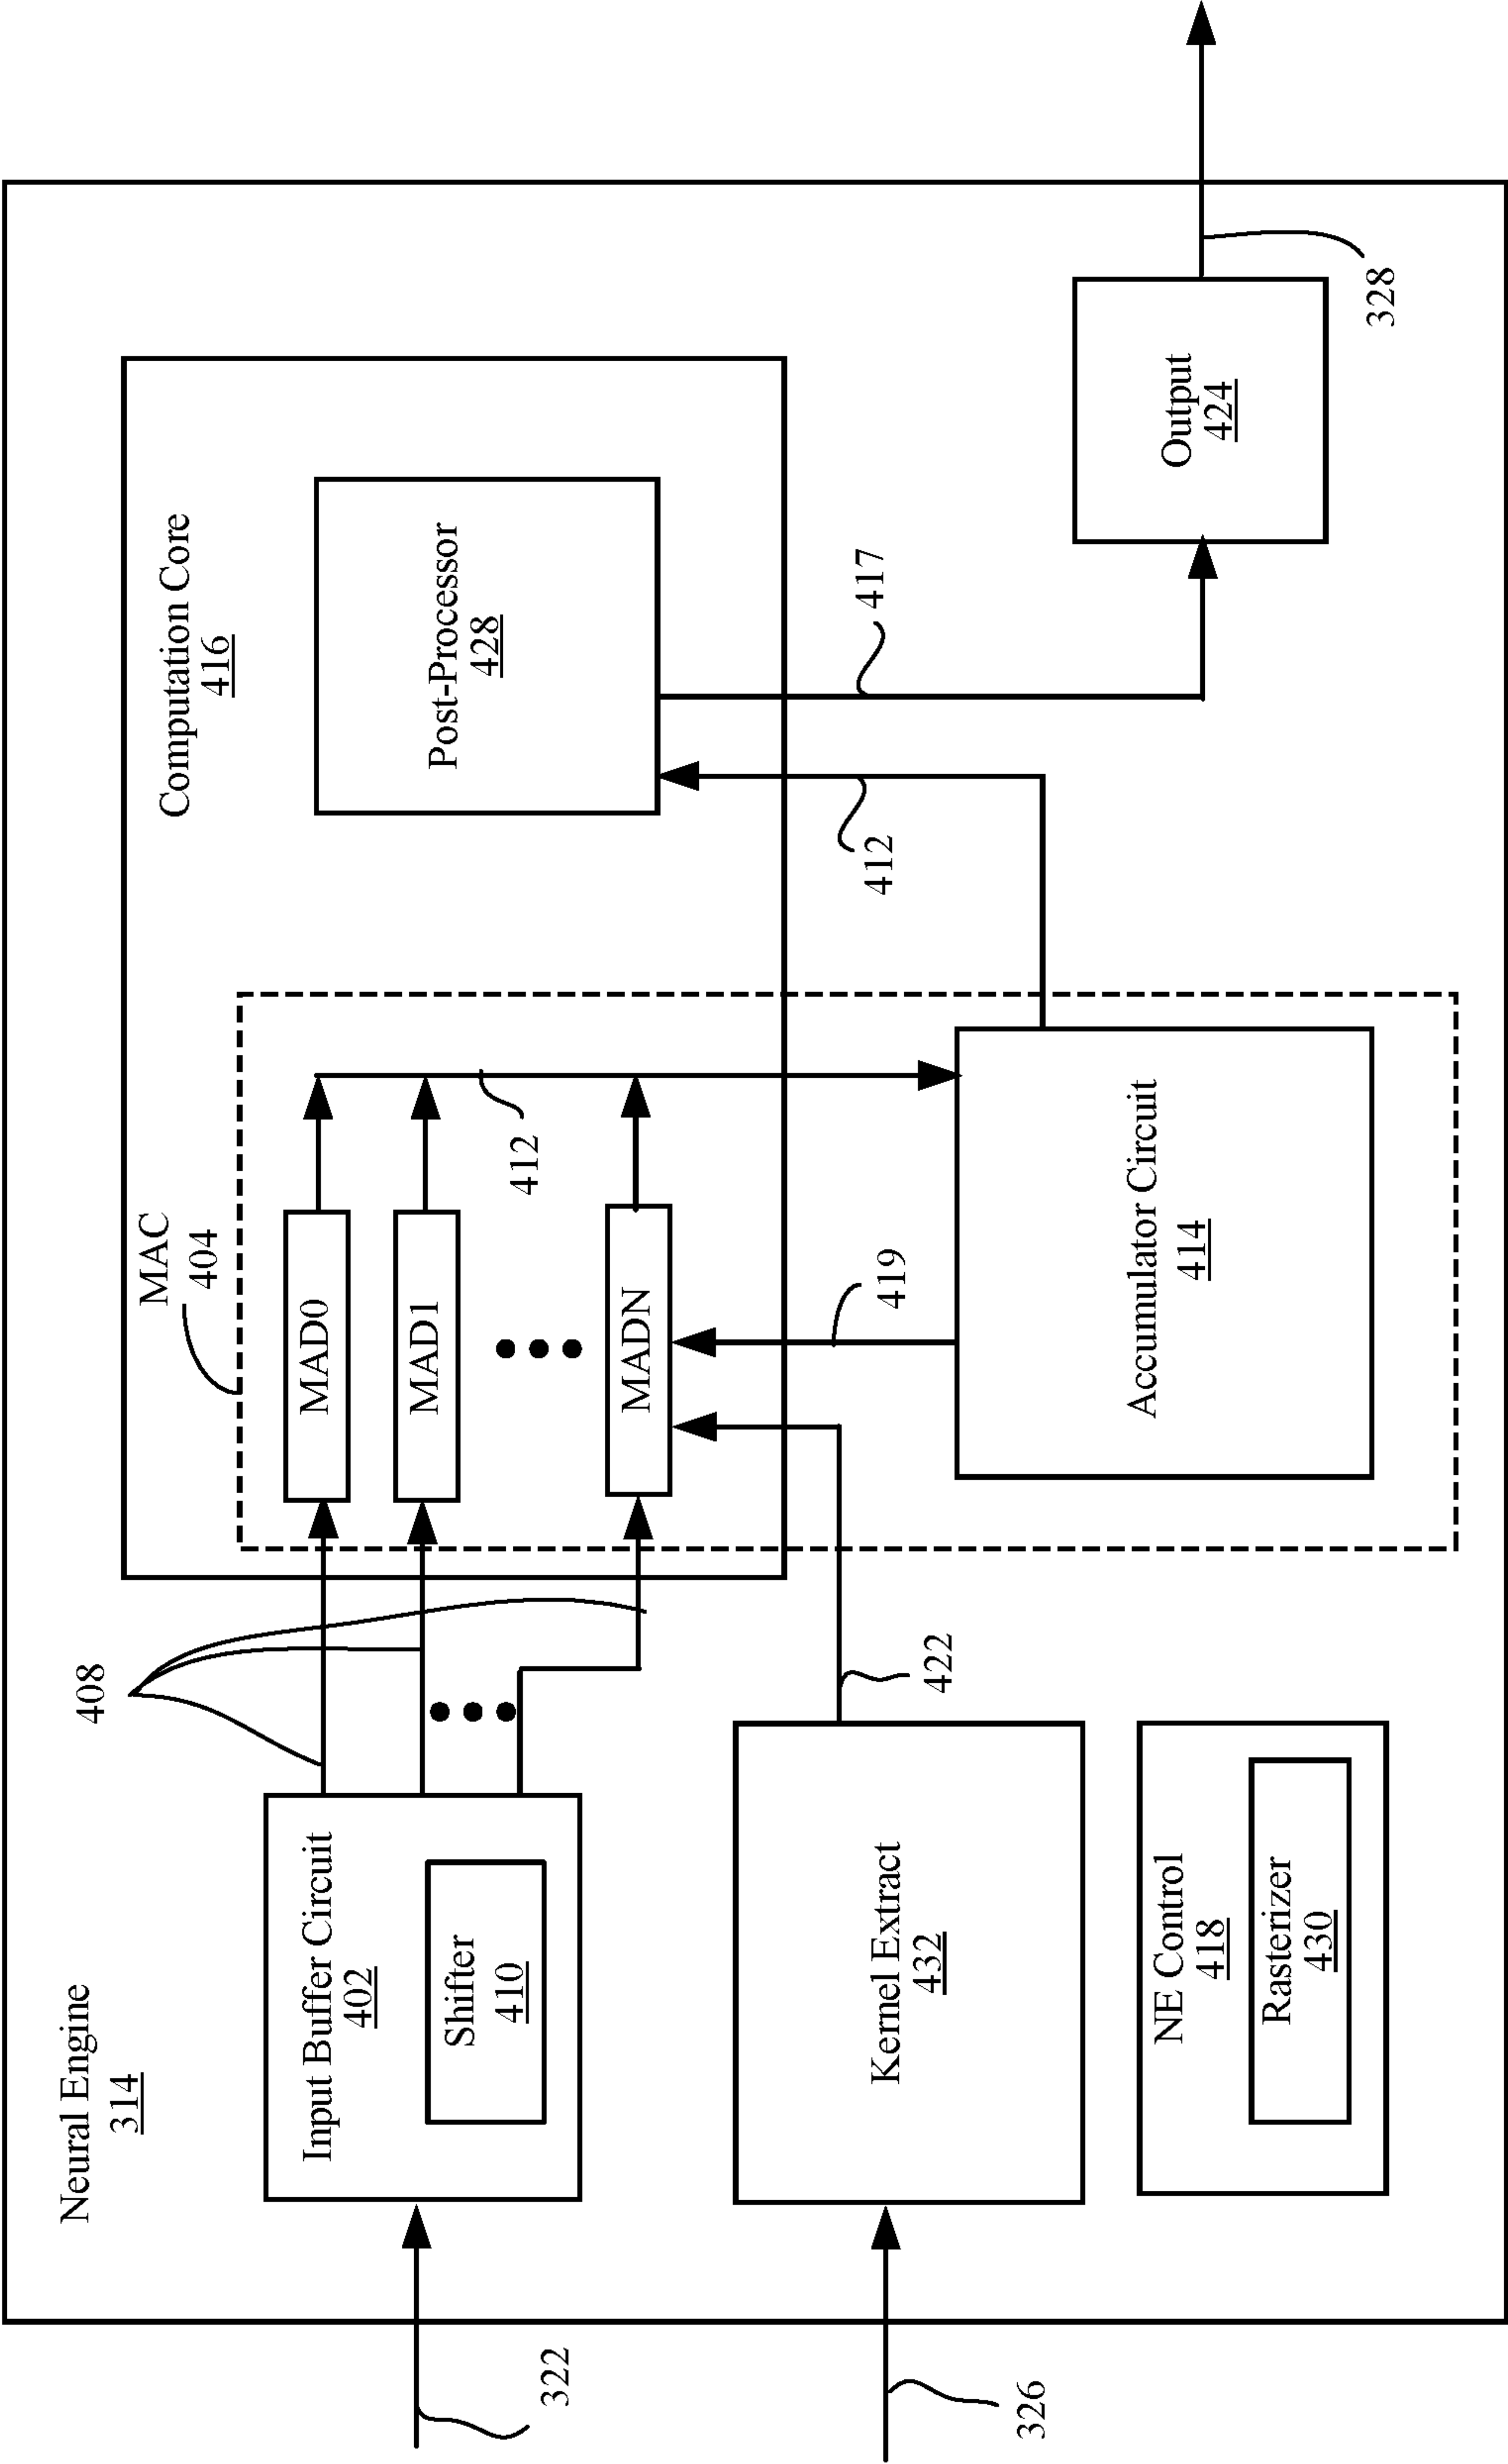 Neural Engine
314
322
326
Input Buffer Circuit
402
Shifter
410
408
Kernel Extract
432
422
NE Control
418
Rasterizer
430
MAC
404
Computation Core
416
MAD0
MAD1
MADN
412
419
Accumulator Circuit
414
412
Post-Processor
428
417
Output
424
328